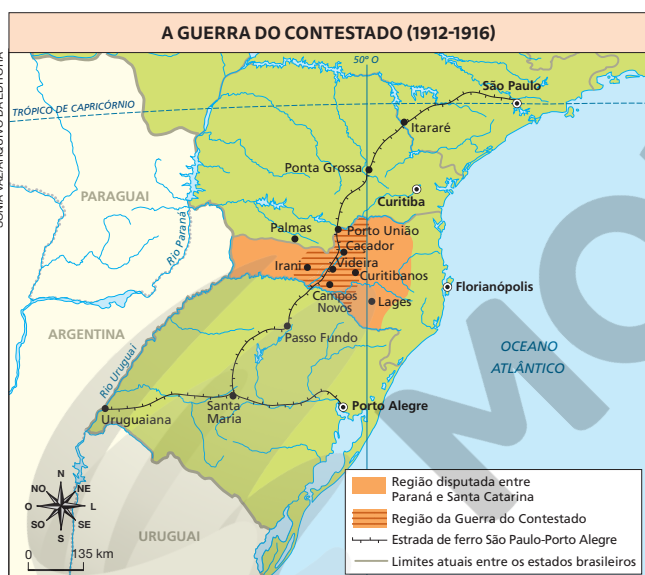 A GUERRA DO CONTESTADO (1912-1916)
50° O
TRÓPICO DE CAPRICÓRNIO
São Paulo
Itararé
Ponta Grossa
PARAGUAI
Curitiba
Rio Paraná
Palmas
Porto União
Caçador
Irani
Videira
Curitibanos
Florianópolis
Campos
Novos
Lages
ARGENTINA
Passo Fundo
OCEANO
ATLÂNTICO
Rio Uruguai
Uruguaiana
Santa
Maria
Porto Alegre
N
NO
NE
O
L
SO
SE
S
0
135 km
URUGUAI
Região disputada entre
Paraná e Santa Catarina
Região da Guerra do Contestado
Estrada de ferro São Paulo-Porto Alegre
Limites atuais entre os estados brasileiros